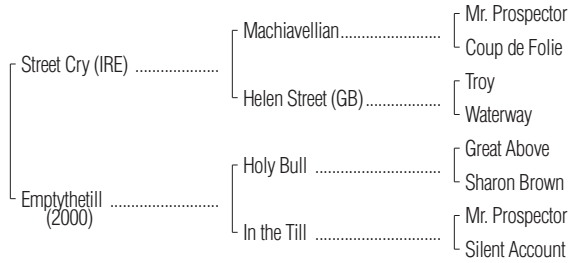 Mr. Prospector
Machiavellian
Coup de Folie
Street Cry (IRE)
Troy
Helen Street (GB)
Waterway
Great Above
Holy Bull
Sharon Brown
Emptythetill
(2000)
Mr. Prospector
In the Till
Silent Account